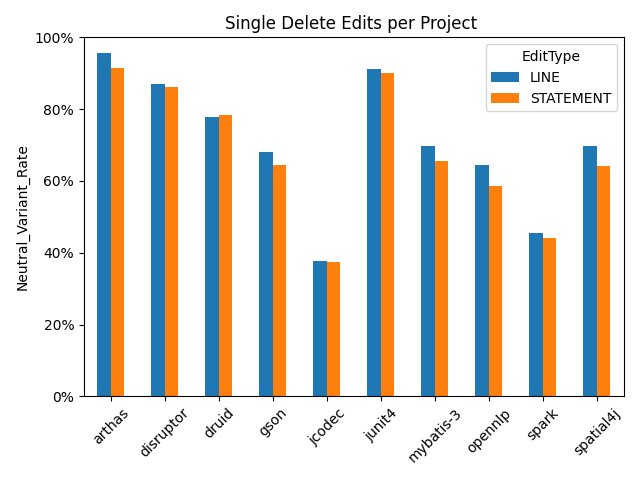 Single Delete Edits per Project
Neutral_Variant_Rate
100%
80%
60%
40%
20%
0%
EditType
LINE
STATEMENT
arthas
disruptor
druid
gson
jcodec
junit4
mybatis-3
opennlp
spark
spatial4j